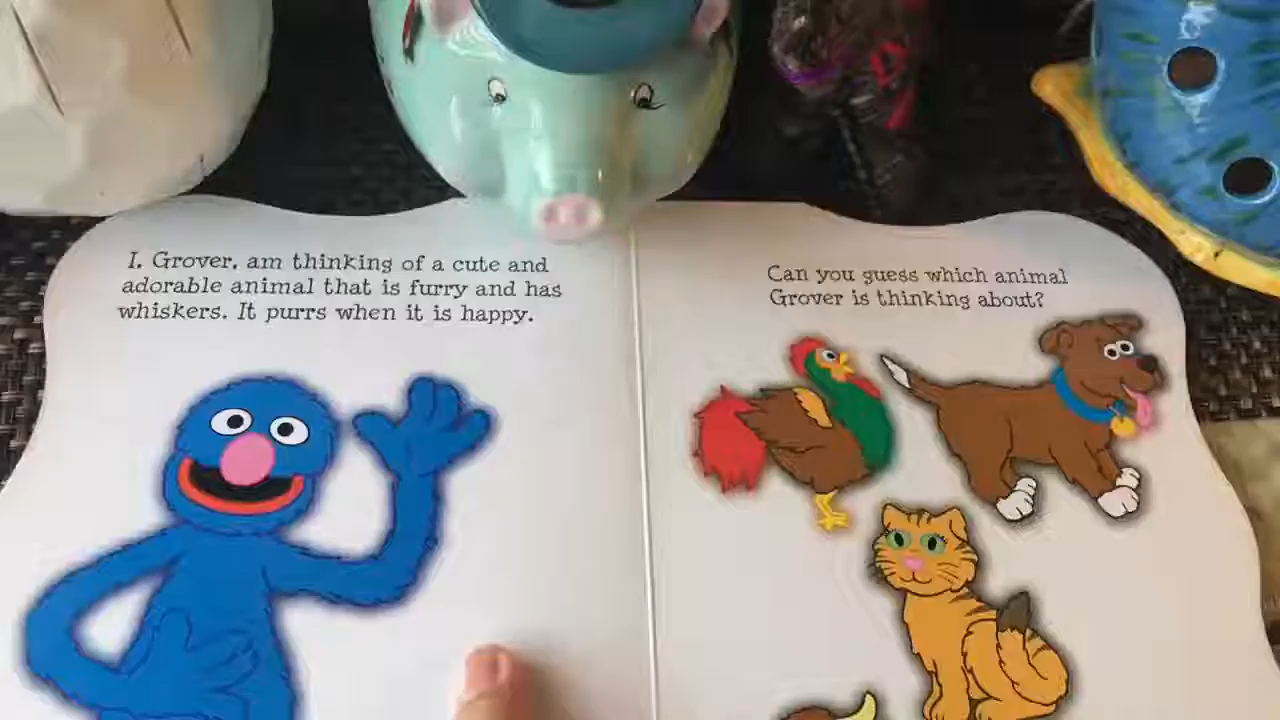 I, Grover, am thinking of a cute and
adorable animal that is furry and has
whiskers. It purrs when it is happy.
Can you guess which animal
Grover is thinking about?